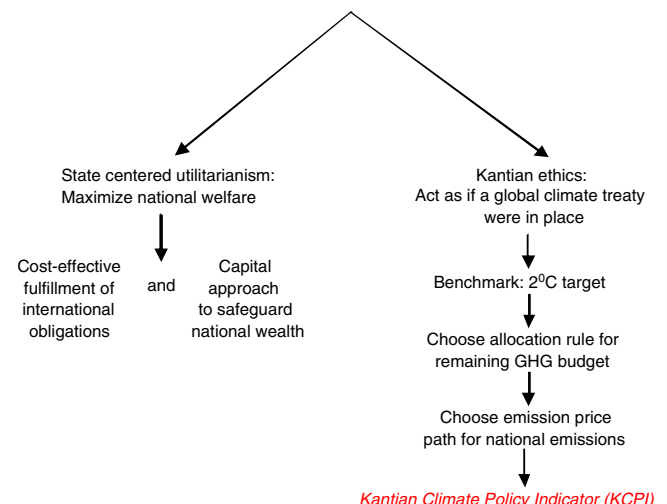 State centered utilitarianism:
Maximize national welfare
Cost-effective
fulfillment of
international
obligations
and
Capital
approach
to safeguard
national wealth
Kantian ethics:
Act as if a global climate treaty
were in place
Benchmark: 2⁰C target
Choose allocation rule for
remaining GHG budget
Choose emission price
path for national emissions
Kantian Climate Policy Indicator (KCPI)